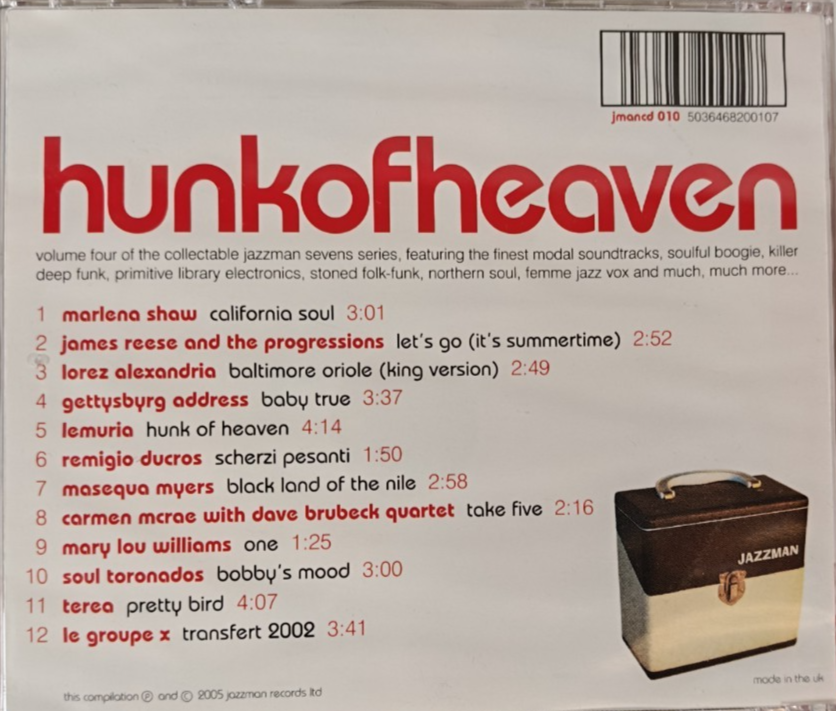 jmancd 010 5036468200107
hunkofheaven
volume four of the collectable jazzman sevens series, featuring the finest modal soundtracks, soulful boogie, killer
deep funk, primitive library electronics, stoned folk-funk, northern soul, femme jazz vox and much, much more...
1 marlena shaw california soul 3:01
2 james reese and the progressions let's go (it's summertime) 2:52
3 lorez alexandria baltimore oriole (king version) 2:49
4 gettysbyrg address baby true 3:37
5 lemuria hunk of heaven 4:14
6 remigio ducros scherzi pesanti 1:50
7 masequa myers black land of the nile 2:58
8 carmen mcrae with dave brubeck quartet take five 2:16
9 mary lou williams one 1:25
10 soul toronados bobby's mood 3:00
11 terea pretty bird 4:07
12 le groupe x transfert 2002 3:41
JAZZMAN
made in the uk
this compilation ℗ and © 2005 jazzman records ltd